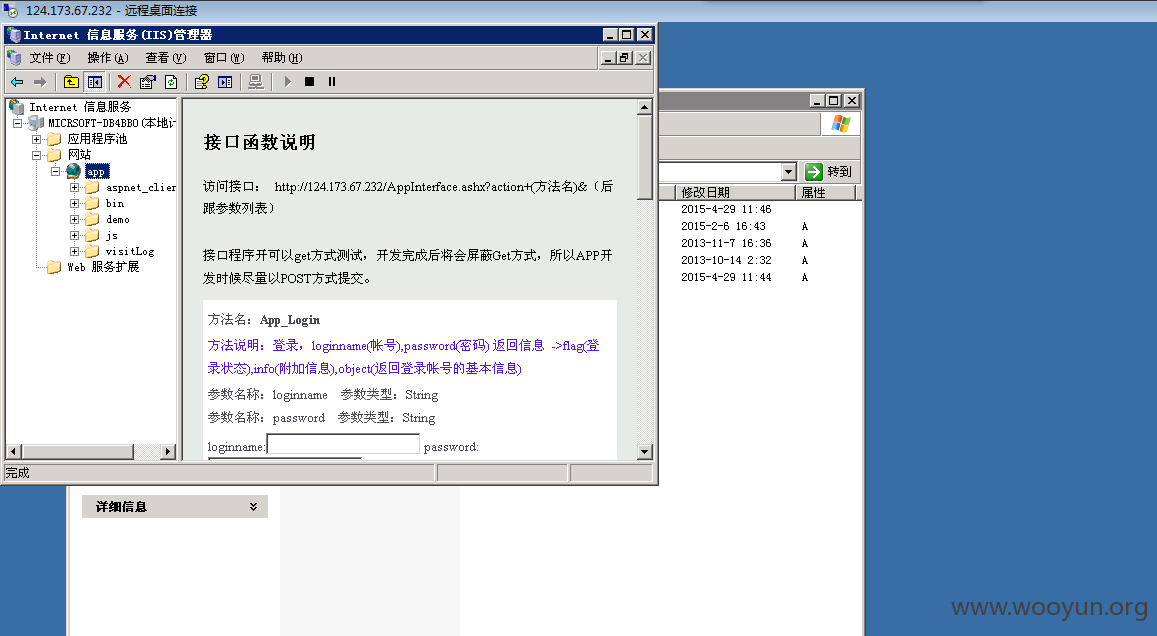 124.173.67.232 - 远程桌面连接
Internet 信息服务(IIS)管理器
文件(F) 操作(A) 查看(V) 窗口(W) 帮助(H)
Internet 信息服务
MICRSOFT-DB4BBO(本地计
应用程序池
网站
app
aspnet_clien
bin
demo
js
visitLog
Web 服务扩展
接口函数说明
访问接口： http://124.173.67.232/AppInterface.ashx?action+(方法名)&（后
跟参数列表）
接口程序开可以get方式测试，开发完成后将会屏蔽Get方式，所以APP开
发时候尽量以POST方式提交。
方法名：App_Login
方法说明：登录，loginname(帐号),password(密码) 返回信息 ->flag(登
录状态),info(附加信息),object(返回登录帐号的基本信息)
参数名称：loginname 参数类型：String
参数名称：password 参数类型：String
loginname: password:
完成
转到
修改日期 属性
2015-4-29 11:46
2015-2-6 16:43 A
2013-11-7 16:36 A
2013-10-14 2:32 A
2015-4-29 11:44 A
详细信息
www.wooyun.org